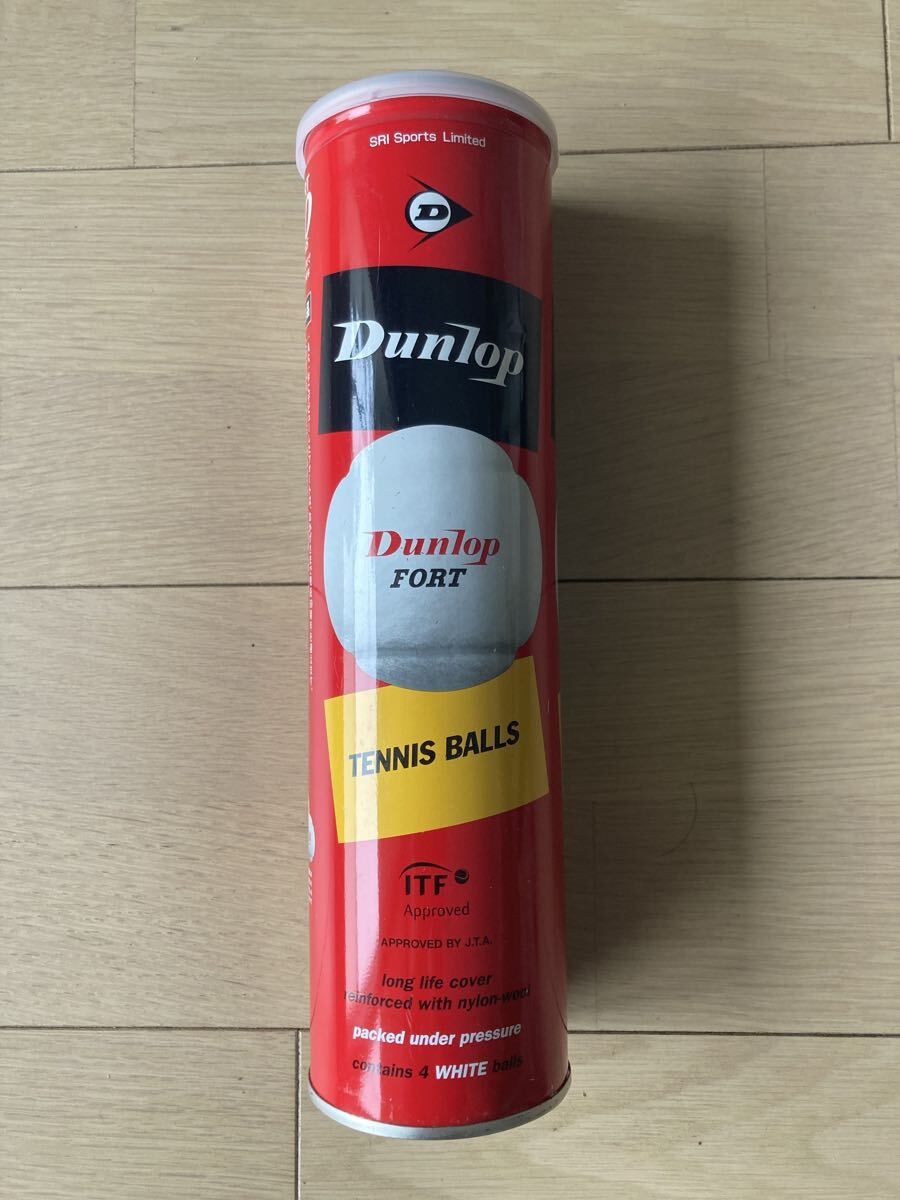 SRI Sports Limited
D
Dunlop
Dunlop
FORT
TENNIS BALLS
ITF
Approved
APPROVED BY J.T.A.
long life cover
reinforced with nylon-wool
packed under pressure
contains 4 WHITE balls